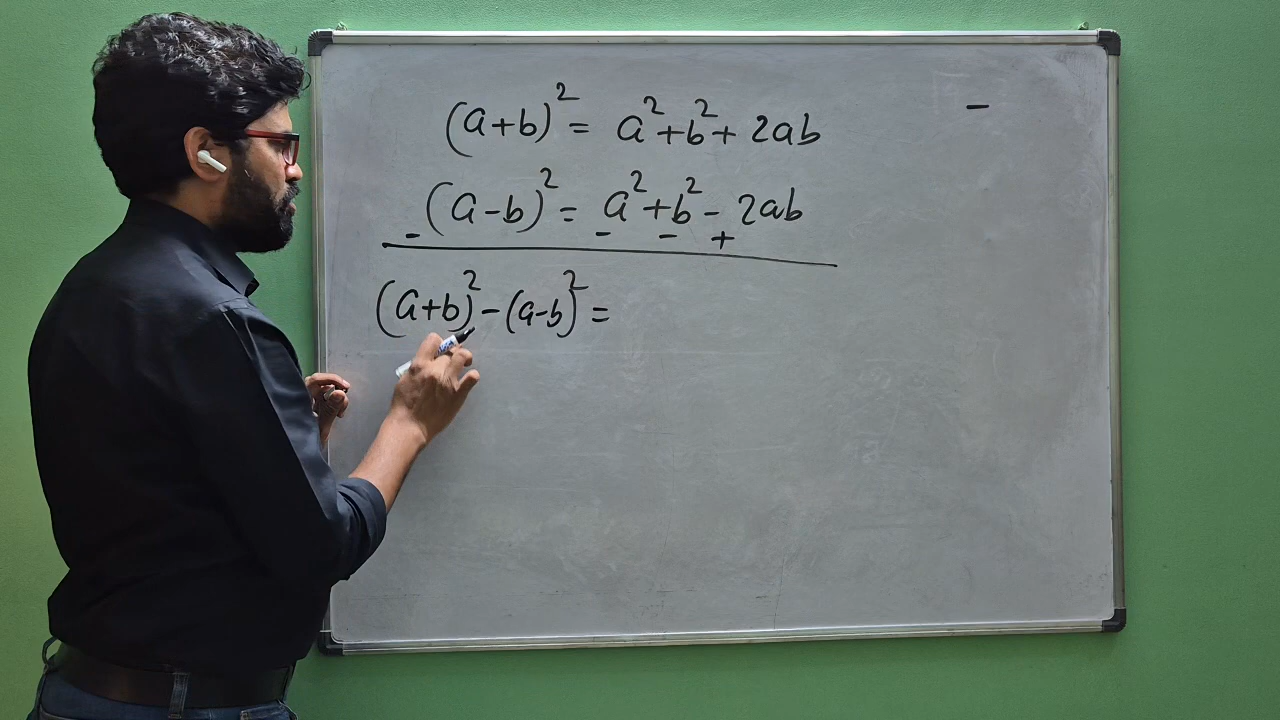 (a+b)² = a²+b²+ 2ab
-
-(a-b)² = a²+b²- 2ab
- - +
(a+b)²-(a-b)² =